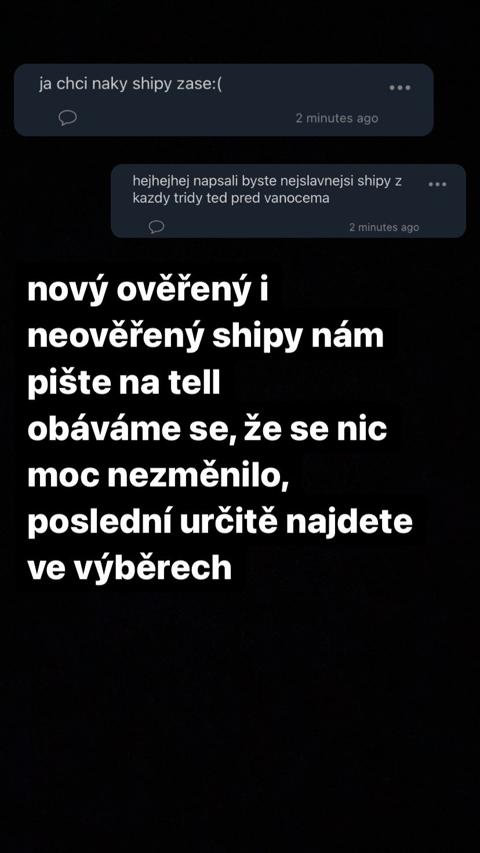 ja chci naky shipy zase:(
2 minutes ago
hejhejhej napsali byste nejslavnejsi shipy z
kazdy tridy ted pred vanocema
2 minutes ago
nový ověřený i
neověřený shipy nám
pište na tell
obáváme se, že se nic
moc nezměnilo,
poslední určitě najdete
ve výběrech